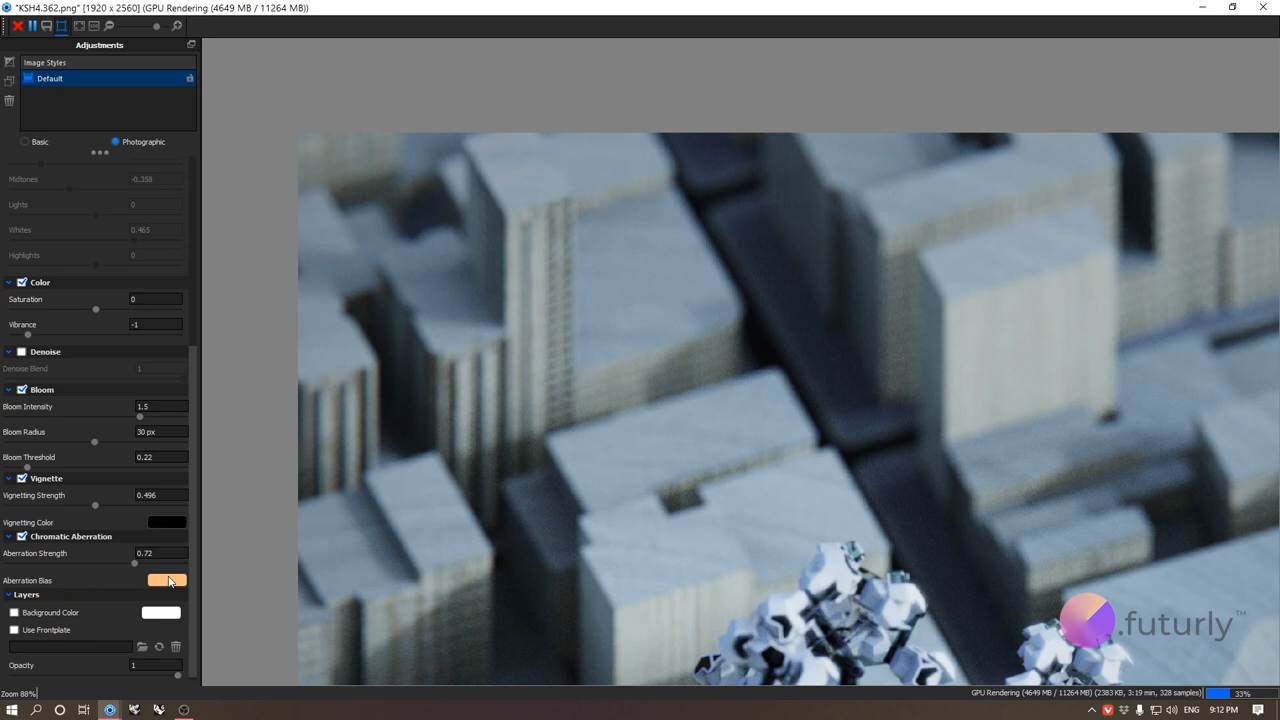 "KSH4.362.png" [1920 x 2560] (GPU Rendering) (4649 MB / 11264 MB)
Adjustments
Image Styles
Default
Basic
Photographic
Midtones
-0.358
Lights
0
Whites
0.465
Highlights
0
Color
Saturation
0
Vibrance
-1
Denoise
Denoise Blend
1
Bloom
Bloom Intensity
1.5
Bloom Radius
30 px
Bloom Threshold
0.22
Vignette
Vignetting Strength
0.496
Vignetting Color
Chromatic Aberration
Aberration Strength
0.72
Aberration Bias
Layers
Background Color
Use Frontplate
Opacity
1
.futurly™
Zoom 88%
GPU Rendering (4649 MB / 11264 MB) (2383 KB, 3:19 min, 328 samples)
33%
ENG
9:12 PM